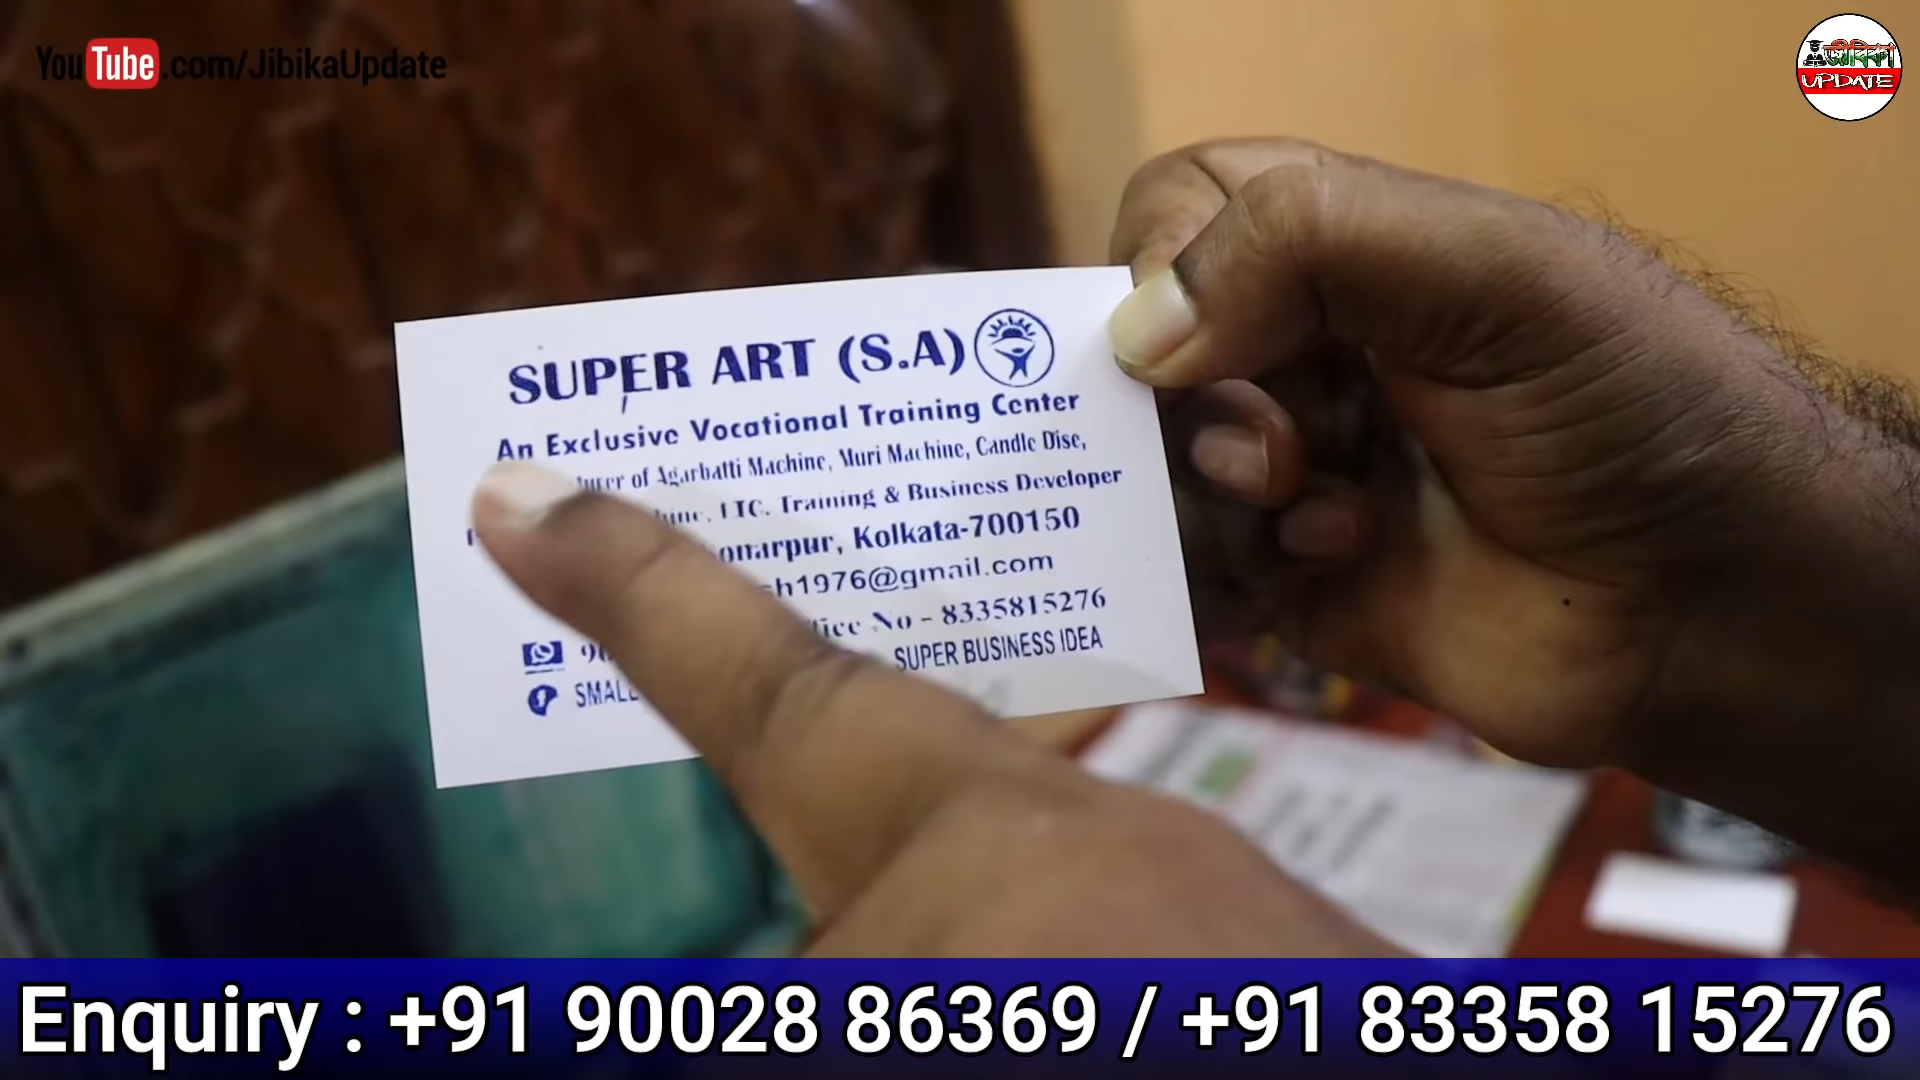 YouTube.com/JibikaUpdate
জীবিকা
UPDATE
SUPER ART (S.A)
An Exclusive Vocational Training Center
of Agarbatti Machine, Muri Machine, Candle Dise,
ETC. Training & Business Developer
Kolkata-700150
sh1976@gmail.com
No - 8335815276
SUPER BUSINESS IDEA
Enquiry : +91 90028 86369 / +91 83358 15276